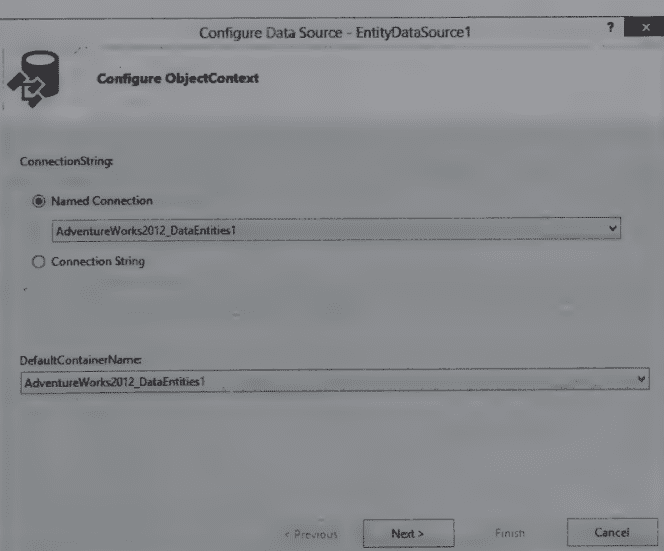 Configure Data Source - EntityDataSource1
? ×
Configure ObjectContext
ConnectionString:
Named Connection
AdventureWorks2012_DataEntities1
Connection String
DefaultContainerName:
AdventureWorks2012_DataEntities1
< Previous Next > Finish Cancel